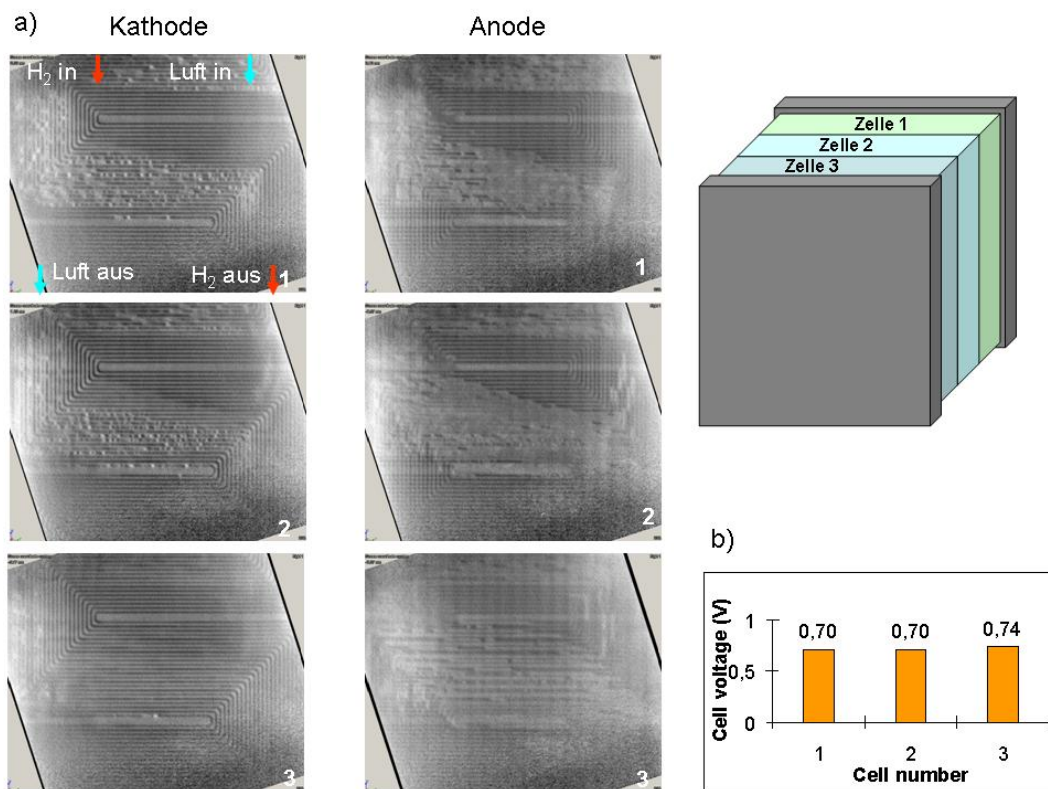 a)
Kathode
Anode
H₂ in
Luft in
Luft aus
H₂ aus
1
1
2
2
3
3
Zelle 1
Zelle 2
Zelle 3
b)
Cell voltage (V)
1
0,5
0
0,70
0,70
0,74
1
2
3
Cell number